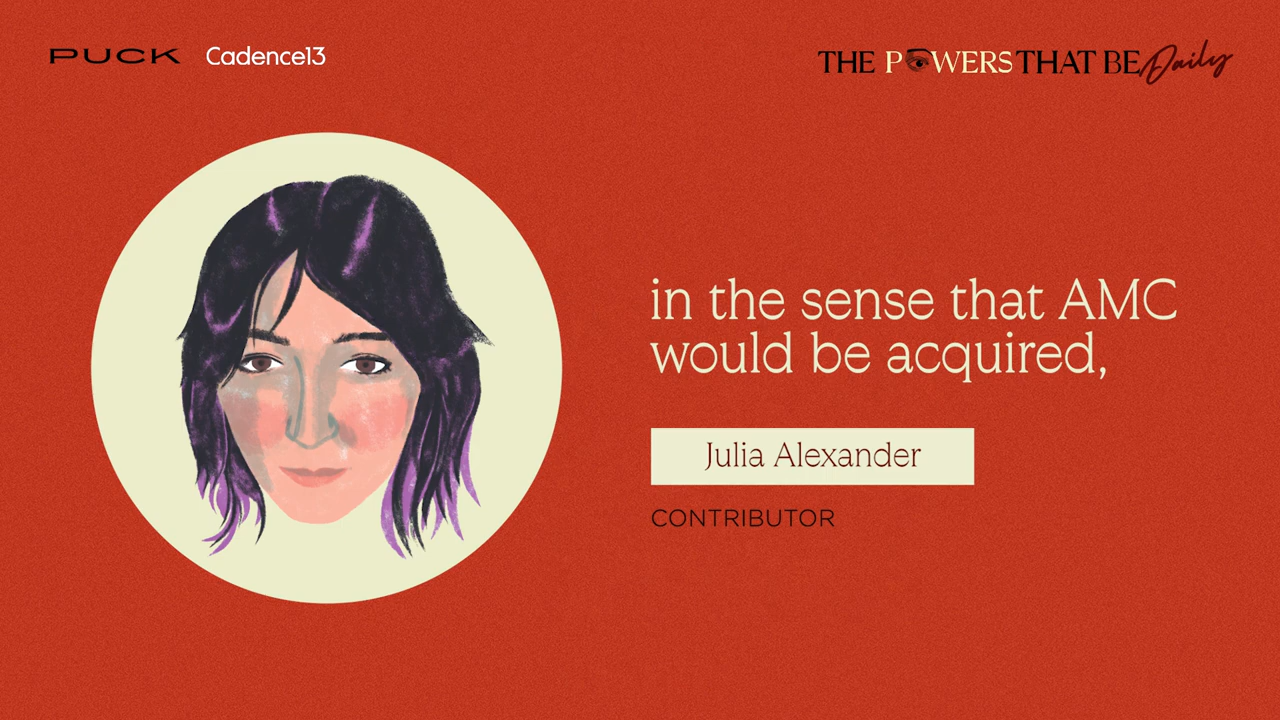 PUCK
Cadence13
THE POWERS THAT BE Daily
in the sense that AMC
would be acquired,
Julia Alexander
CONTRIBUTOR